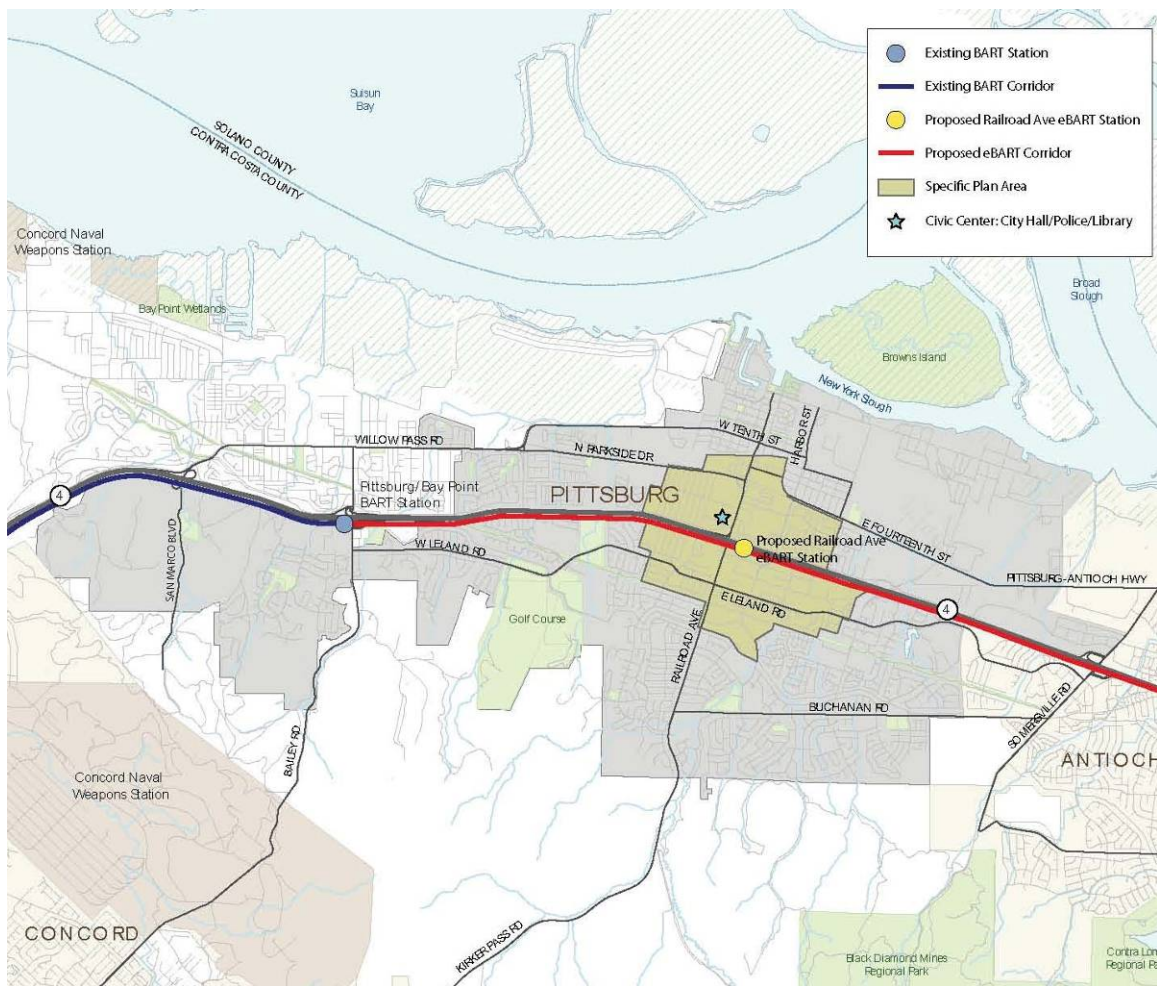 Existing BART Station
Existing BART Corridor
Proposed Railroad Ave eBART Station
Proposed eBART Corridor
Specific Plan Area
Civic Center: City Hall/Police/Library
Suisun
Bay
SOLANO COUNTY
CONTRA COSTA COUNTY
Concord Naval
Weapons Station
Bay Point Wetlands
Broad
Slough
Browns Island
New York Slough
WILLOW PASS RD
N PARKSIDE DR
W TENTH ST
HARBOR ST
Pittsburg/Bay Point
BART Station
PITTSBURG
4
SAN MARCO BLVD
W LELAND RD
E FOURTEENTH ST
Proposed Railroad Ave
eBART Station
PITTSBURG-ANTIOCH HWY
E LELAND RD
4
Golf Course
RAILROAD AVE
BUCHANAN RD
SOMERSVILLE RD
BAILEY RD
ANTIOCH
Concord Naval
Weapons Station
CONCORD
KIRKER PASS RD
Black Diamond Mines
Regional Park
Contra Lom
Regional Pa